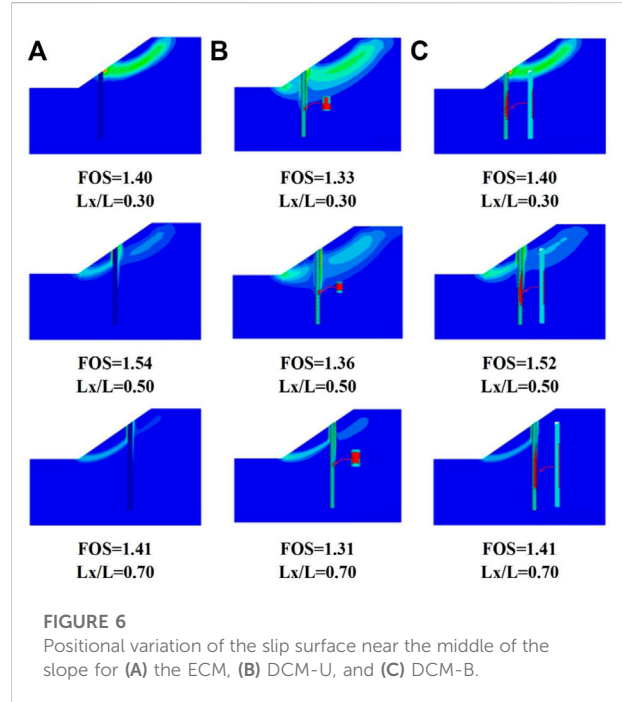 A B C
FOS=1.40 FOS=1.33 FOS=1.40
Lx/L=0.30 Lx/L=0.30 Lx/L=0.30
FOS=1.54 FOS=1.36 FOS=1.52
Lx/L=0.50 Lx/L=0.50 Lx/L=0.50
FOS=1.41 FOS=1.31 FOS=1.41
Lx/L=0.70 Lx/L=0.70 Lx/L=0.70
FIGURE 6
Positional variation of the slip surface near the middle of the
slope for (A) the ECM, (B) DCM-U, and (C) DCM-B.